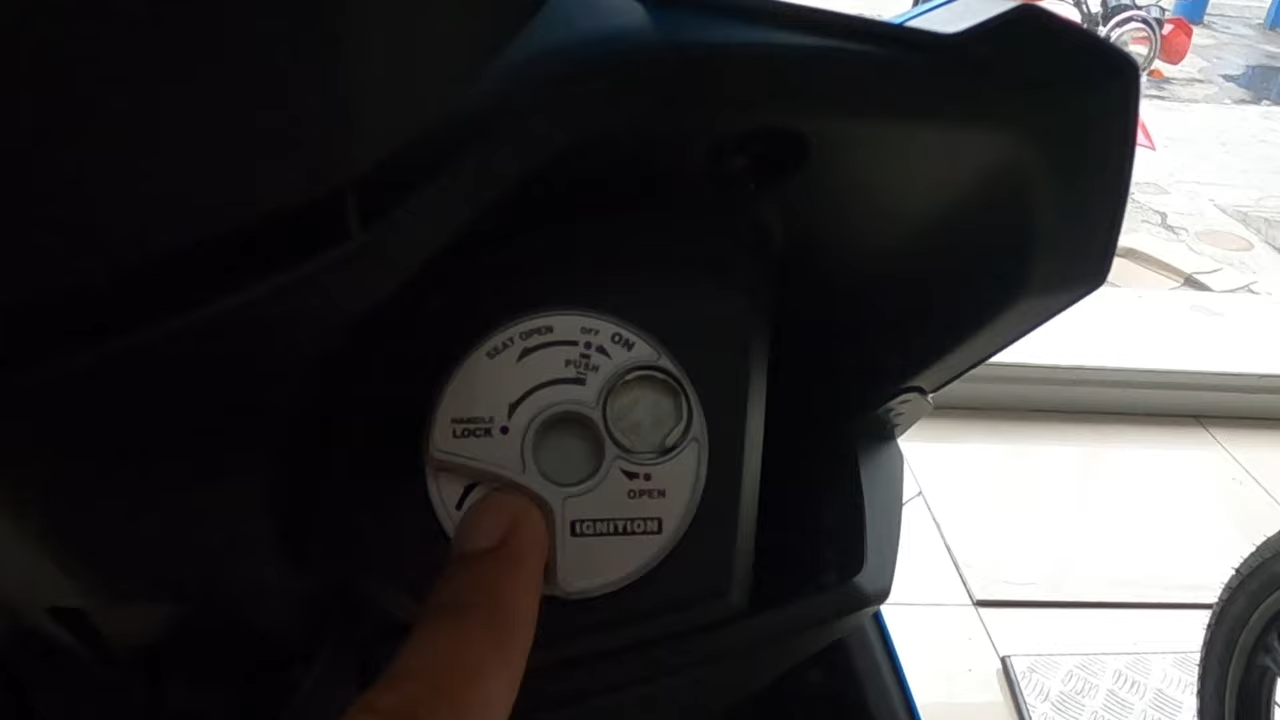 SEAT OPEN
OFF
ON
PUSH
HANDLE
LOCK
OPEN
IGNITION